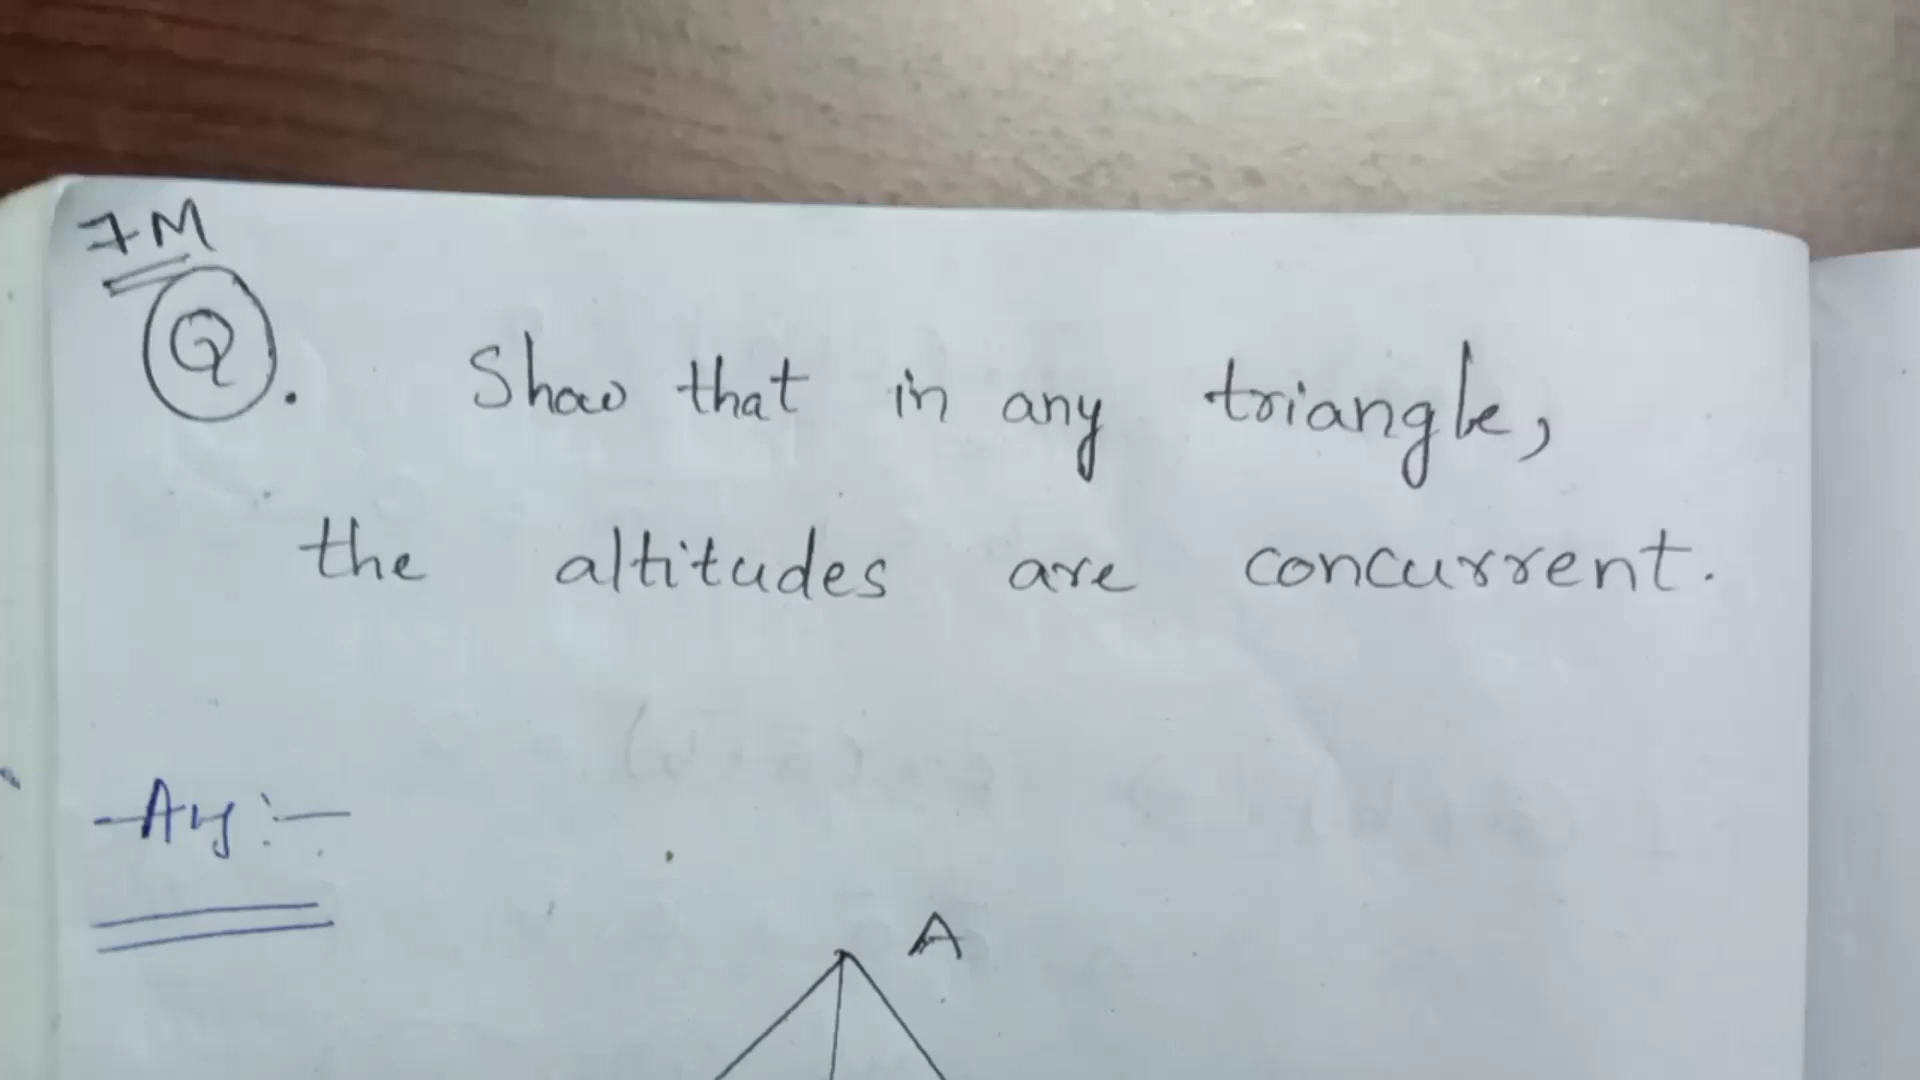 7M
Q. Show that in any triangle,
the altitudes are concurrent.
Ans:-
A